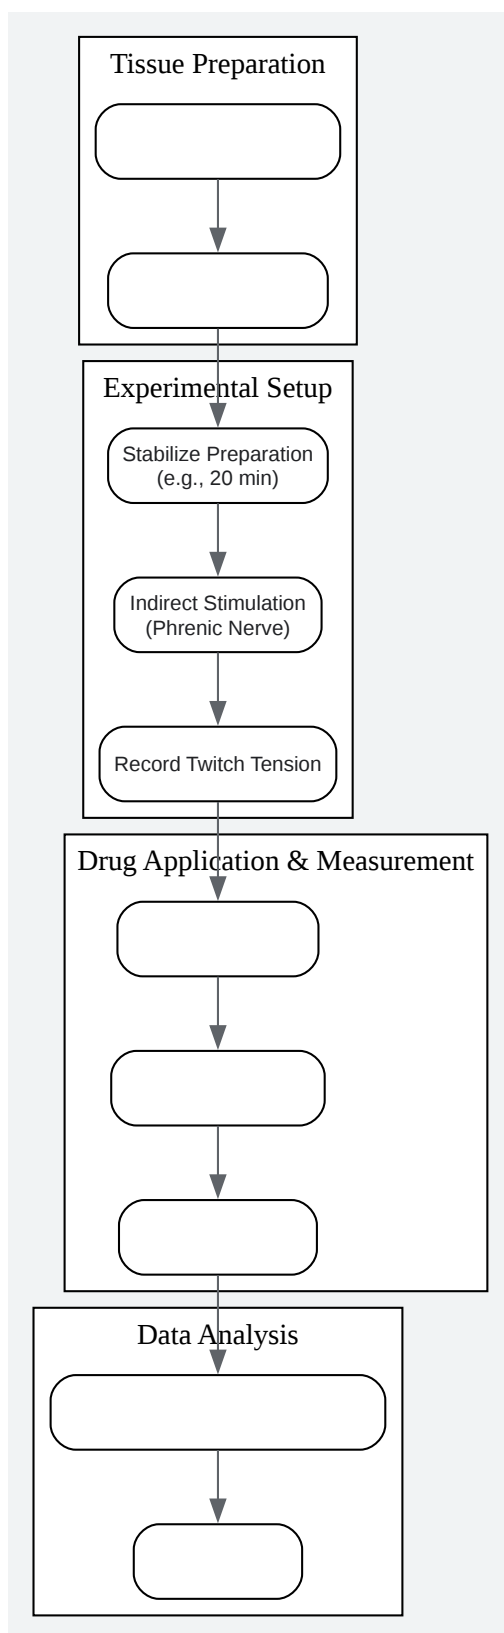 Tissue Preparation
Experimental Setup
Stabilize Preparation
(e.g., 20 min)
Indirect Stimulation
(Phrenic Nerve)
Record Twitch Tension
Drug Application & Measurement
Data Analysis